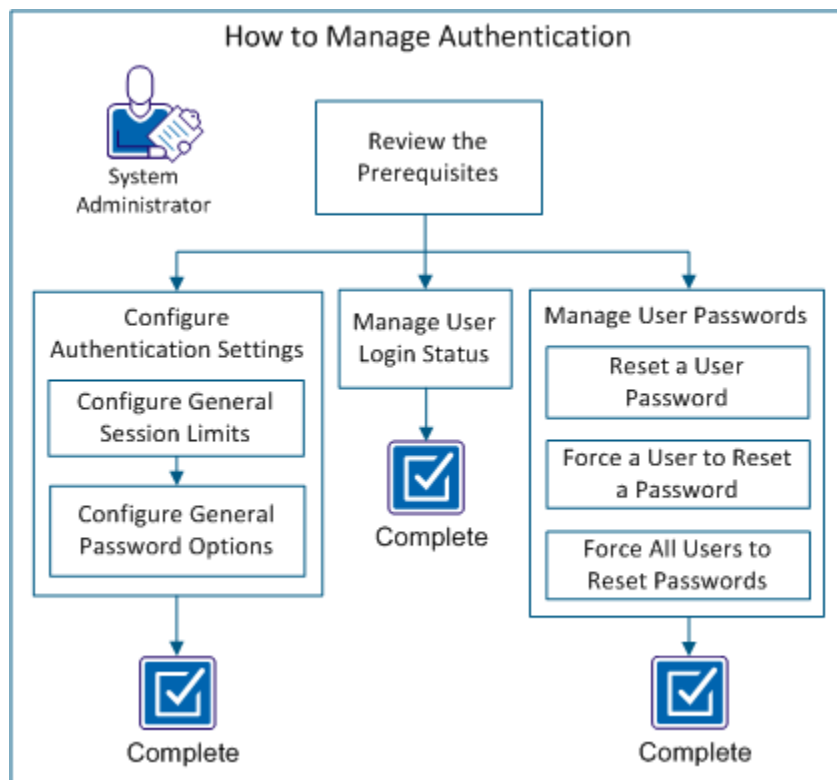 How to Manage Authentication
System
Administrator
Review the
Prerequisites
Configure
Authentication Settings
Configure General
Session Limits
Configure General
Password Options
Complete
Manage User
Login Status
Complete
Manage User Passwords
Reset a User
Password
Force a User to Reset
a Password
Force All Users to
Reset Passwords
Complete